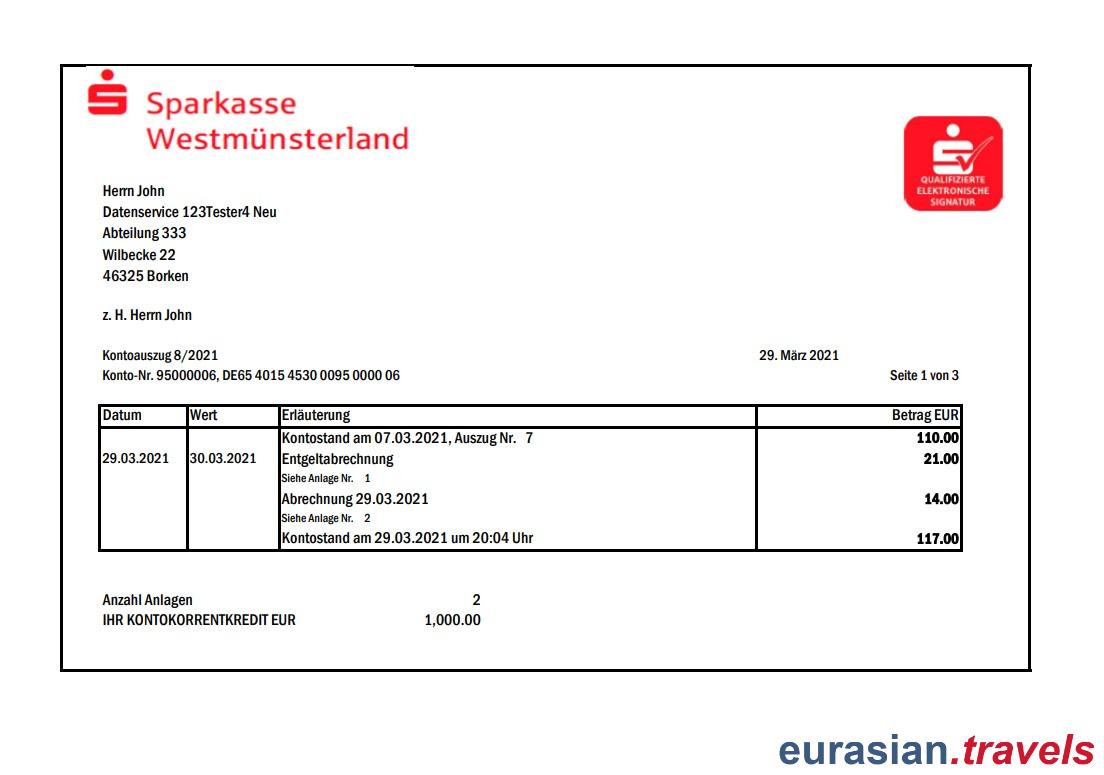 Sparkasse
Westmünsterland
QUALIFIZIERTE
ELEKTRONISCHE
SIGNATUR
Herrn John
Datenservice 123Tester4 Neu
Abteilung 333
Wilbecke 22
46325 Borken
z. H. Herrn John
Kontoauszug 8/2021 29. März 2021
Konto-Nr. 95000006, DE65 4015 4530 0095 0000 06 Seite 1 von 3
Datum Wert Erläuterung Betrag EUR
Kontostand am 07.03.2021, Auszug Nr. 7 110.00
29.03.2021 30.03.2021 Entgeltabrechnung 21.00
Siehe Anlage Nr. 1
Abrechnung 29.03.2021 14.00
Siehe Anlage Nr. 2
Kontostand am 29.03.2021 um 20:04 Uhr 117.00
Anzahl Anlagen 2
IHR KONTOKORRENTKREDIT EUR 1,000.00
eurasian.travels